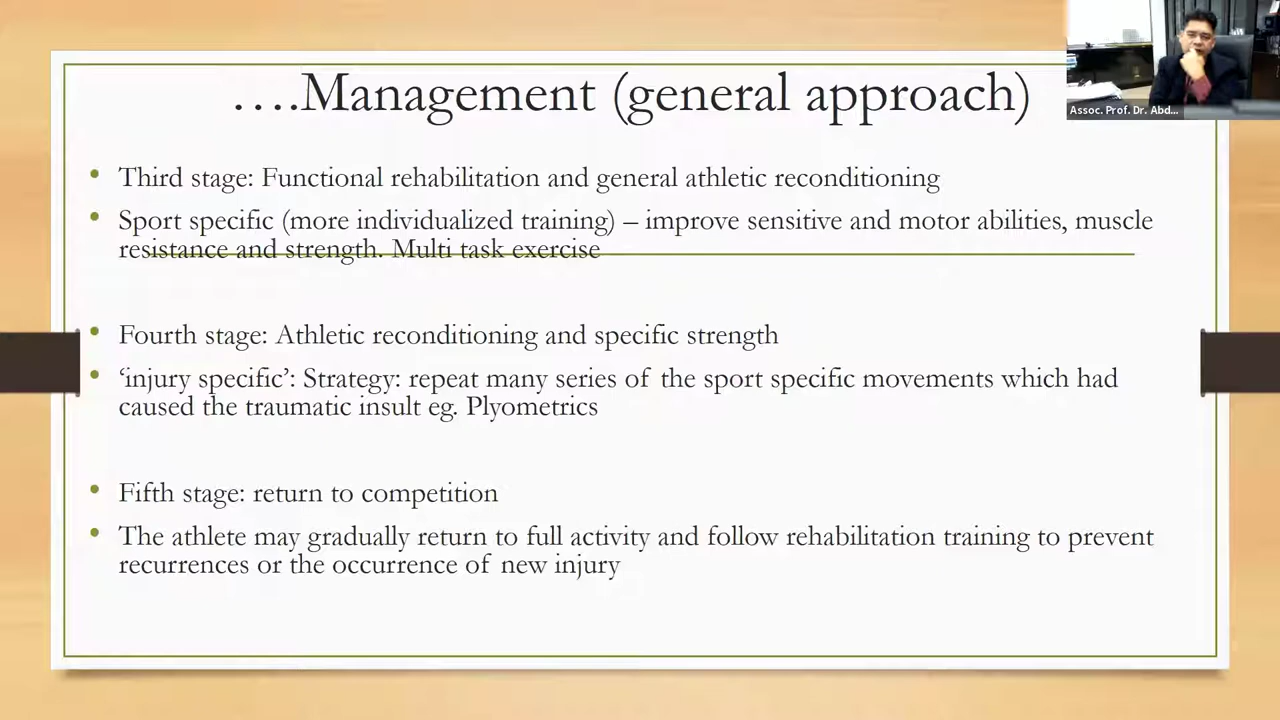 ….Management (general approach)
Assoc. Prof. Dr. Abd...
• Third stage: Functional rehabilitation and general athletic reconditioning
• Sport specific (more individualized training) – improve sensitive and motor abilities, muscle
resistance and strength. Multi task exercise
• Fourth stage: Athletic reconditioning and specific strength
• ‘injury specific’: Strategy: repeat many series of the sport specific movements which had
caused the traumatic insult eg. Plyometrics
• Fifth stage: return to competition
• The athlete may gradually return to full activity and follow rehabilitation training to prevent
recurrences or the occurrence of new injury